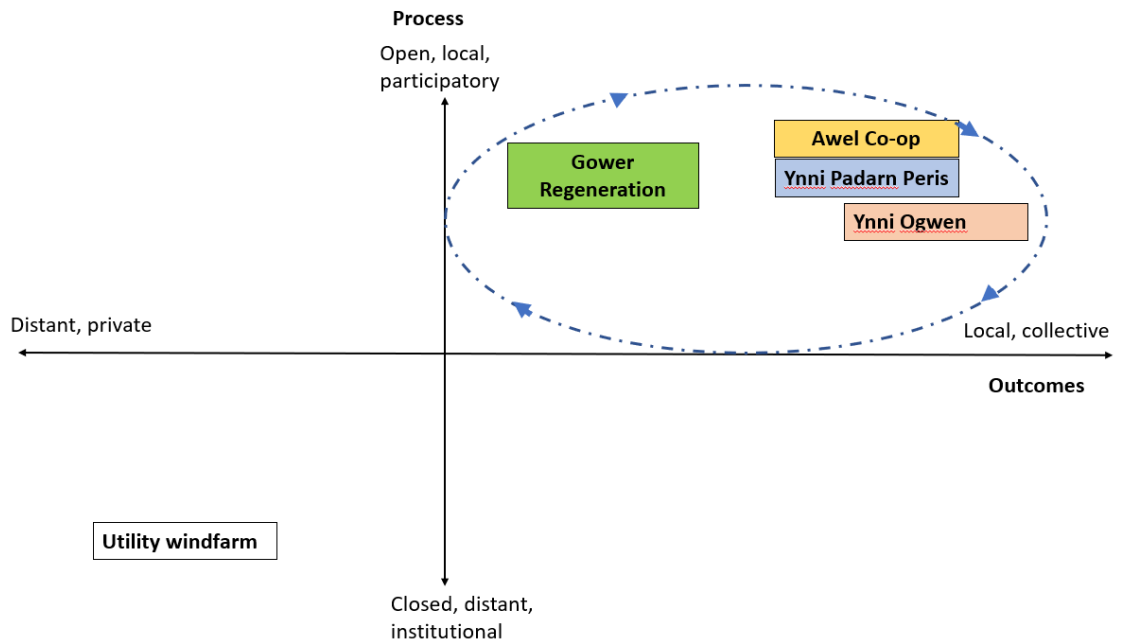 Process
Open, local,
participatory
Awel Co-op
Gower
Regeneration
Ynni Padarn Peris
Ynni Ogwen
Distant, private
Local, collective
Outcomes
Utility windfarm
Closed, distant,
institutional